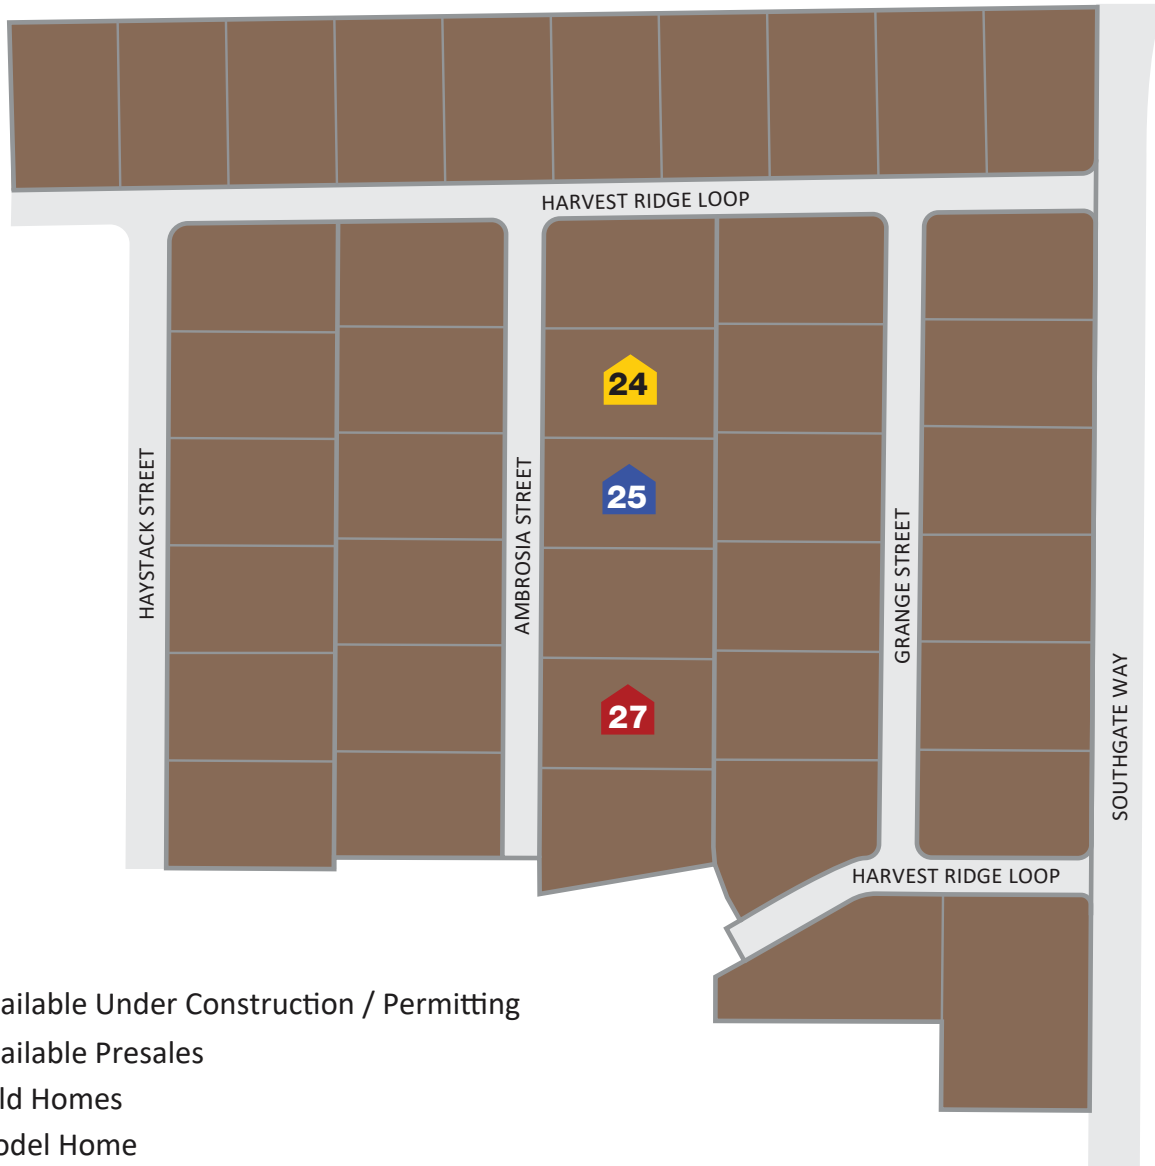 HARVEST RIDGE LOOP
24
25
27
HAYSTACK STREET
AMBROSIA STREET
GRANGE STREET
SOUTHGATE WAY
HARVEST RIDGE LOOP
ailable Under Construction / Permitting
ailable Presales
ld Homes
odel Home